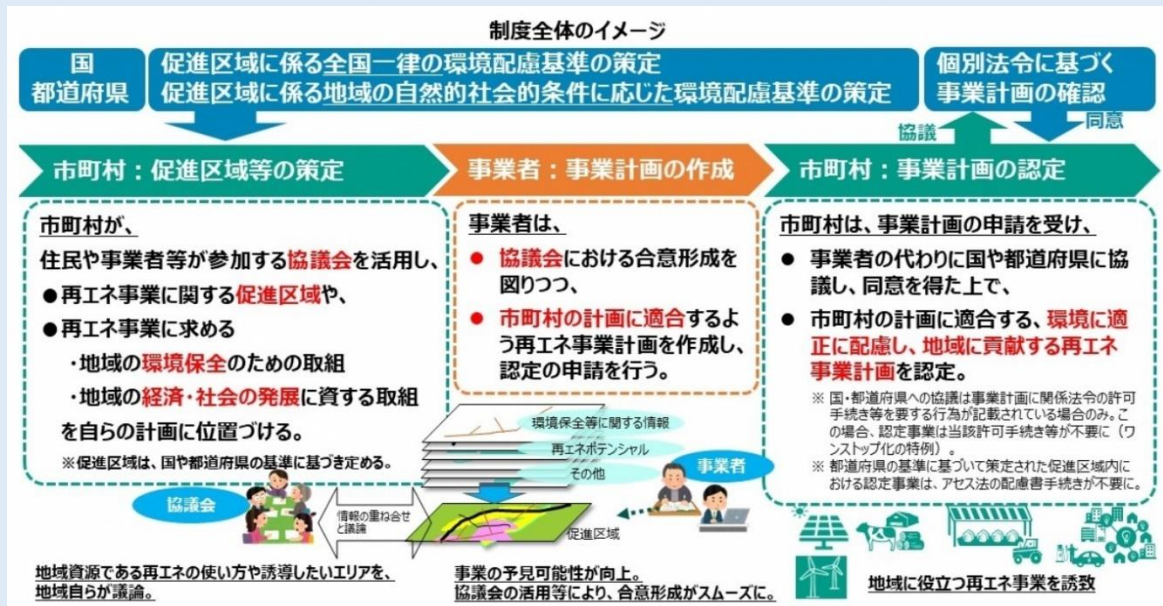 制度全体のイメージ
国
都道府県
促進区域に係る全国一律の環境配慮基準の策定
促進区域に係る地域の自然的社会的条件に応じた環境配慮基準の策定
個別法令に基づく
事業計画の確認
協議
同意
市町村：促進区域等の策定
市町村が、
住民や事業者等が参加する協議会を活用し、
●再エネ事業に関する促進区域や、
●再エネ事業に求める
・地域の環境保全のための取組
・地域の経済・社会の発展に資する取組
を自らの計画に位置づける。
※促進区域は、国や都道府県の基準に基づき定める。
事業者：事業計画の作成
事業者は、
● 協議会における合意形成を
図りつつ、
● 市町村の計画に適合するよ
う再エネ事業計画を作成し、
認定の申請を行う。
市町村：事業計画の認定
市町村は、事業計画の申請を受け、
● 事業者の代わりに国や都道府県に協
議し、同意を得た上で、
● 市町村の計画に適合する、環境に適
正に配慮し、地域に貢献する再エネ
事業計画を認定。
※ 国・都道府県への協議は事業計画に関係法令の許可
手続き等を要する行為が記載されている場合のみ。こ
の場合、認定事業は当該許可手続き等が不要に（ワ
ンストップ化の特例）。
※ 都道府県の基準に基づいて策定された促進区域内に
おける認定事業は、アセス法の配慮書手続きが不要に。
協議会
情報の重ね合せ
と議論
環境保全等に関する情報
再エネポテンシャル
その他
促進区域
事業者
地域資源である再エネの使い方や誘導したいエリアを、
地域自らが議論。
事業の予見可能性が向上。
協議会の活用等により、合意形成がスムーズに。
地域に役立つ再エネ事業を誘致